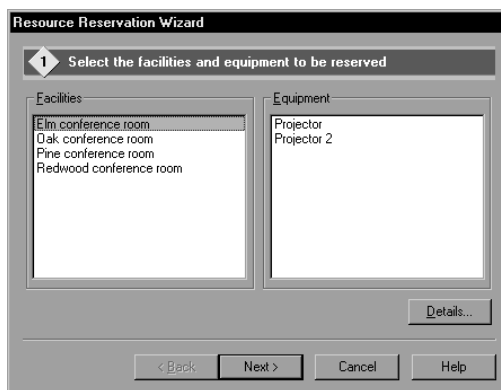 Resource Reservation Wizard
1 Select the facilities and equipment to be reserved
Facilities
Elm conference room
Oak conference room
Pine conference room
Redwood conference room
Equipment
Projector
Projector 2
Details...
< Back Next > Cancel Help